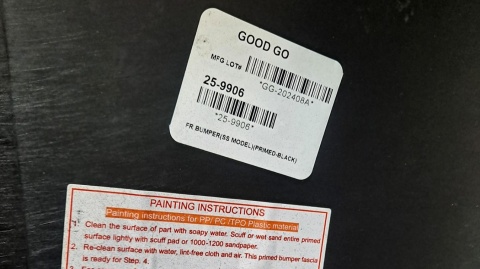 GOOD GO
MFG LOT#
*GG-202408A*
25-9906
*25-9906*
FR BUMPER(SS MODEL)(PRIMED-BLACK)
PAINTING INSTRUCTIONS
Painting instructions for PP/ PC /TPO Plastic material
1. Clean the surface of part with soapy water. Scuff or wet sand entire primed
surface lightly with scuff pad or 1000-1200 sandpaper.
2. Re-clean surface with water, lint-free cloth and air. This primed bumper fascia
is ready for Step 4.